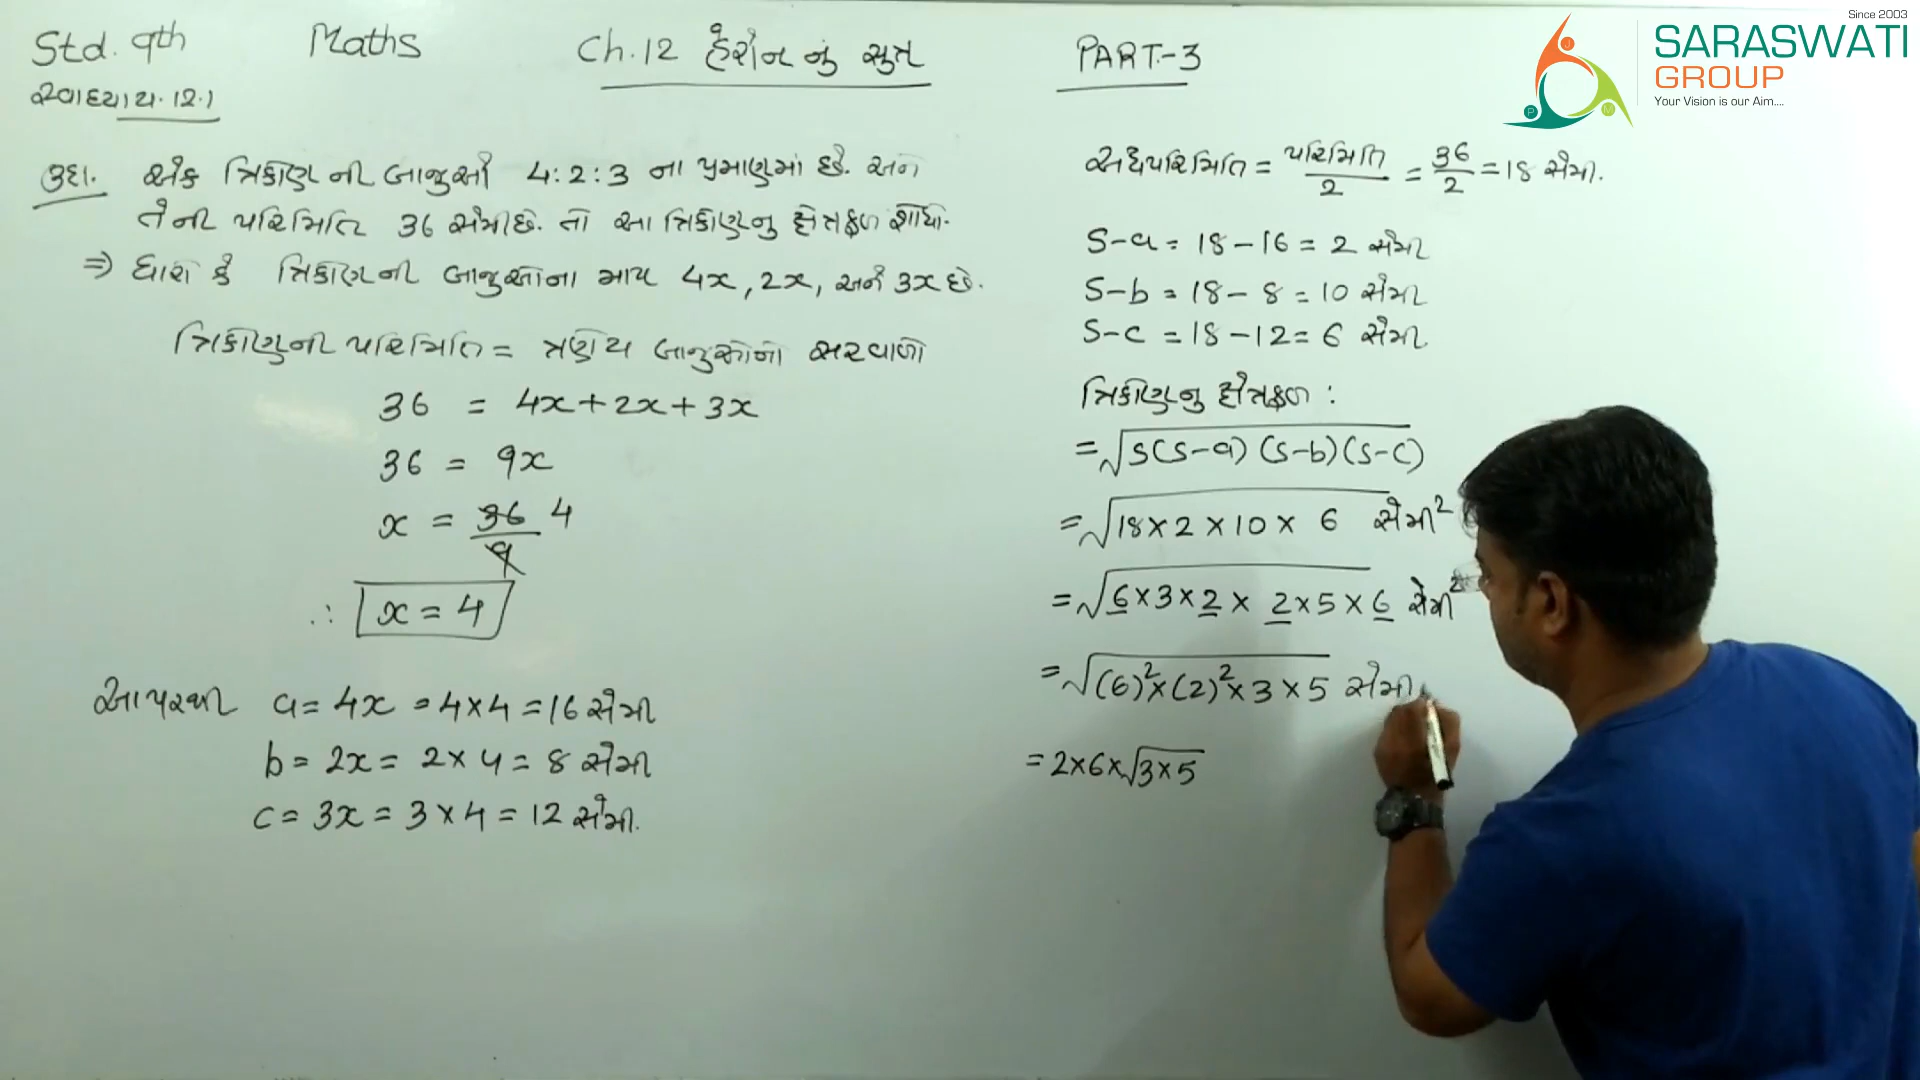 Std. 9th Maths Ch.12 હેરોન નું સુત્ર PART-3
સ્વાધ્યાય. 12.1
ઉદા. એક ત્રિકોણ ની બાજુઓ 4:2:3 ના પ્રમાણમાં છે. અને
તેની પરિમિતિ 36 સેમી છે. તો આ ત્રિકોણનુ ક્ષેત્રફળ શોધો.
⇒ ધારો કે ત્રિકોણની બાજુઓના માપ 4x, 2x, અને 3x છે.
ત્રિકોણની પરિમિતિ = ત્રણેય બાજુઓનો સરવાળો
36 = 4x+2x+3x
36 = 9x
x = 36/9 4
∴ x = 4
આપરથી a = 4x = 4×4 = 16 સેમી
b = 2x = 2×4 = 8 સેમી
c = 3x = 3×4 = 12 સેમી.
અર્ધપરિમિતિ = પરિમિતિ/2 = 36/2 = 18 સેમી.
S-a = 18-16 = 2 સેમી
S-b = 18-8 = 10 સેમી
S-c = 18-12 = 6 સેમી.
ત્રિકોણનુ ક્ષેત્રફળ :
= √S(S-a)(S-b)(S-c)
= √18×2×10×6 સેમી²
= √6×3×2×2×5×6 સેમી²
= √(6)²×(2)²×3×5 સેમી
= 2×6×√3×5
Since 2003
SARASWATI
GROUP
Your Vision is our Aim....
J
P
M